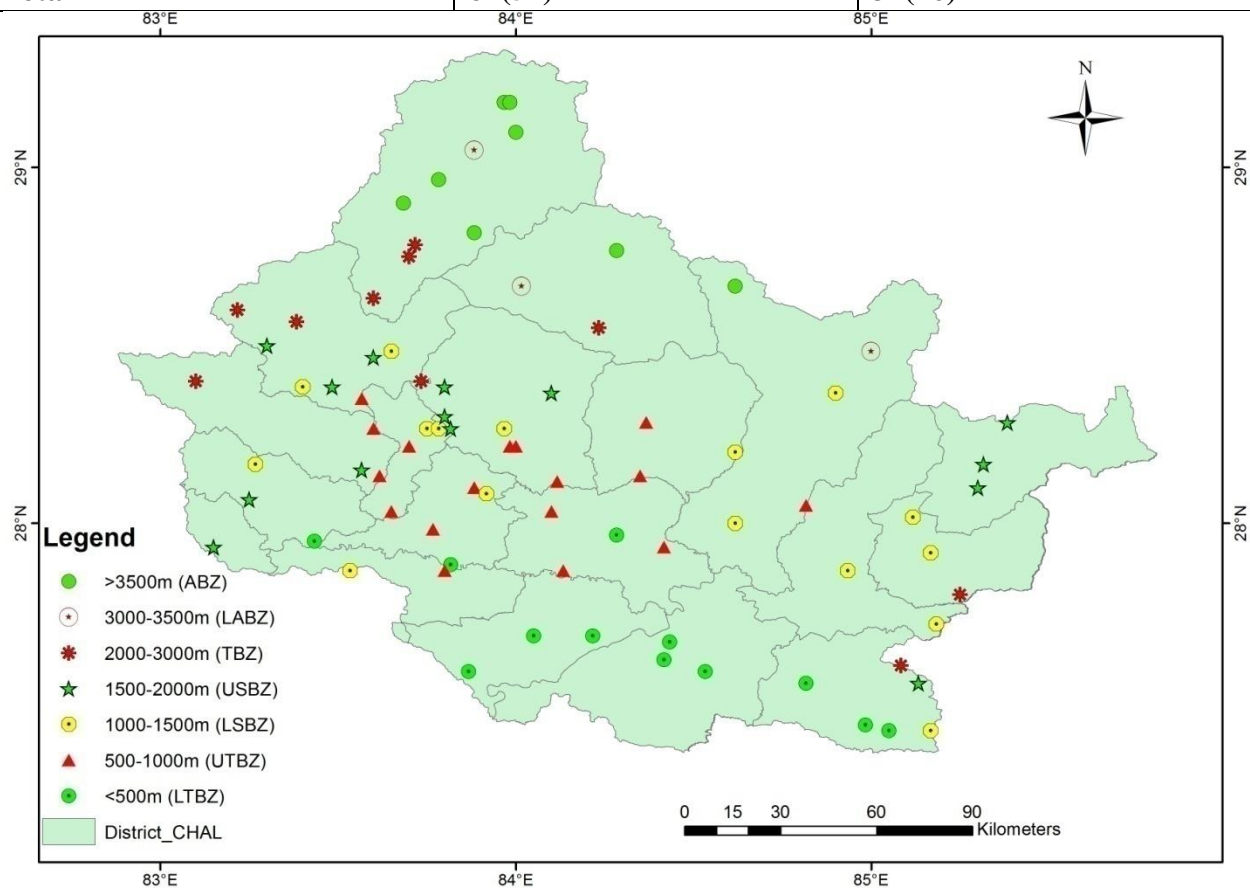 83°E 84°E 85°E
N
29°N 29°N
28°N 28°N
Legend
>3500m (ABZ)
3000-3500m (LABZ)
2000-3000m (TBZ)
1500-2000m (USBZ)
1000-1500m (LSBZ)
500-1000m (UTBZ)
<500m (LTBZ)
District_CHAL
0 15 30 60 90
Kilometers
83°E 84°E 85°E